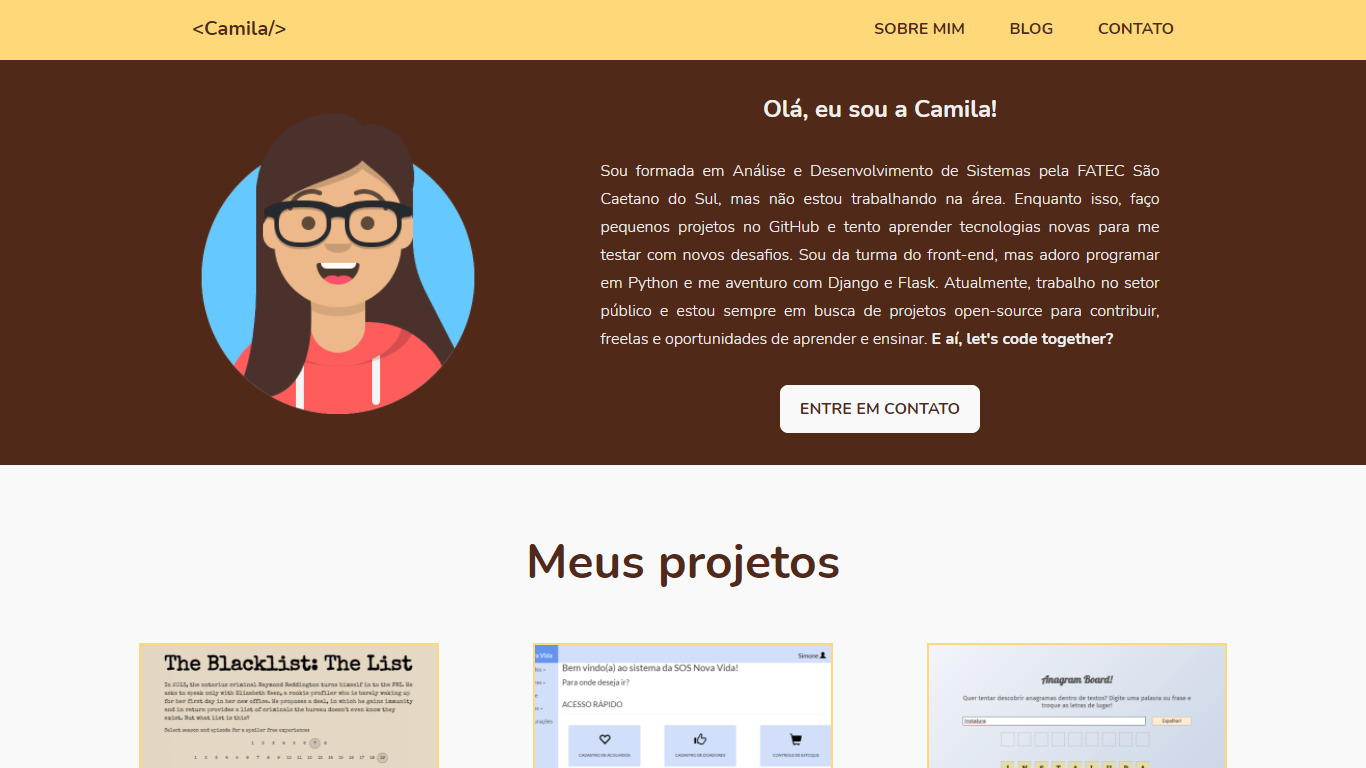 <Camila/>
SOBRE MIM BLOG CONTATO
Olá, eu sou a Camila!
Sou formada em Análise e Desenvolvimento de Sistemas pela FATEC São
Caetano do Sul, mas não estou trabalhando na área. Enquanto isso, faço
pequenos projetos no GitHub e tento aprender tecnologias novas para me
testar com novos desafios. Sou da turma do front-end, mas adoro programar
em Python e me aventuro com Django e Flask. Atualmente, trabalho no setor
público e estou sempre em busca de projetos open-source para contribuir,
freelas e oportunidades de aprender e ensinar. E aí, let's code together?
ENTRE EM CONTATO
Meus projetos
The Blacklist: The List
In 2013, the notorious criminal Raymond Reddington turns himself in to the FBI. He
asks to speak only with Elizabeth Keen, a rookie profiler who is barely waking up
for her first day in her new office. He proposes a deal, in which he gains immunity
and in return provides a list of criminals the bureau doesn't even know they
exist. But what list is this?
Select season and episode for a spoiler free experience:
1 2 3 4 5 6 7 8
1 2 3 4 5 6 7 8 9 10 11 12 13 14 15 16 17 18 19
a Vida
Simone
Bem vindo(a) ao sistema da SOS Nova Vida!
Para onde deseja ir?
ACESSO RÁPIDO
CADASTRO DE ACOLHIDOS
CADASTRO DE DOADORES
CONTROLE DE ESTOQUE
Anagram Board!
Quer tentar descobrir anagramas dentro de textos? Digite uma palavra ou frase e
troque as letras de lugar!
Espalhar!